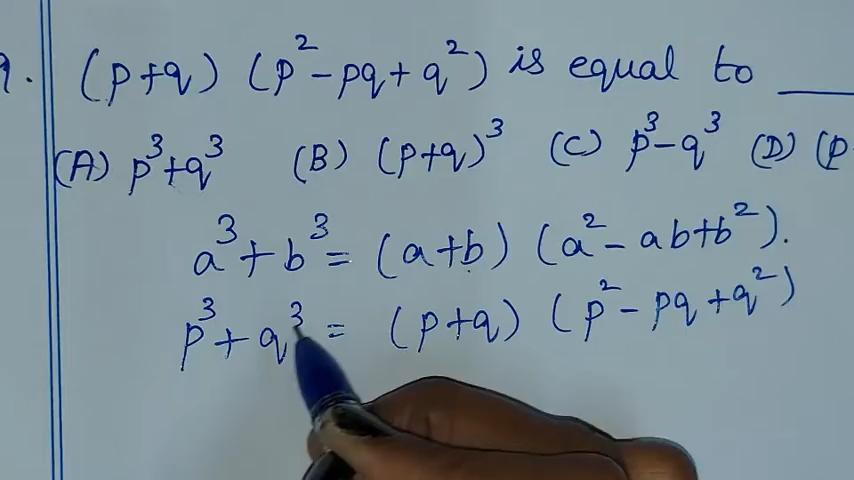 9. (p+q) (p²-pq+q²) is equal to ____
(A) p³+q³ (B) (p+q)³ (C) p³-q³ (D) (p
a³+b³ = (a+b) (a²-ab+b²).
p³+q³ = (p+q) (p²-pq+q²)